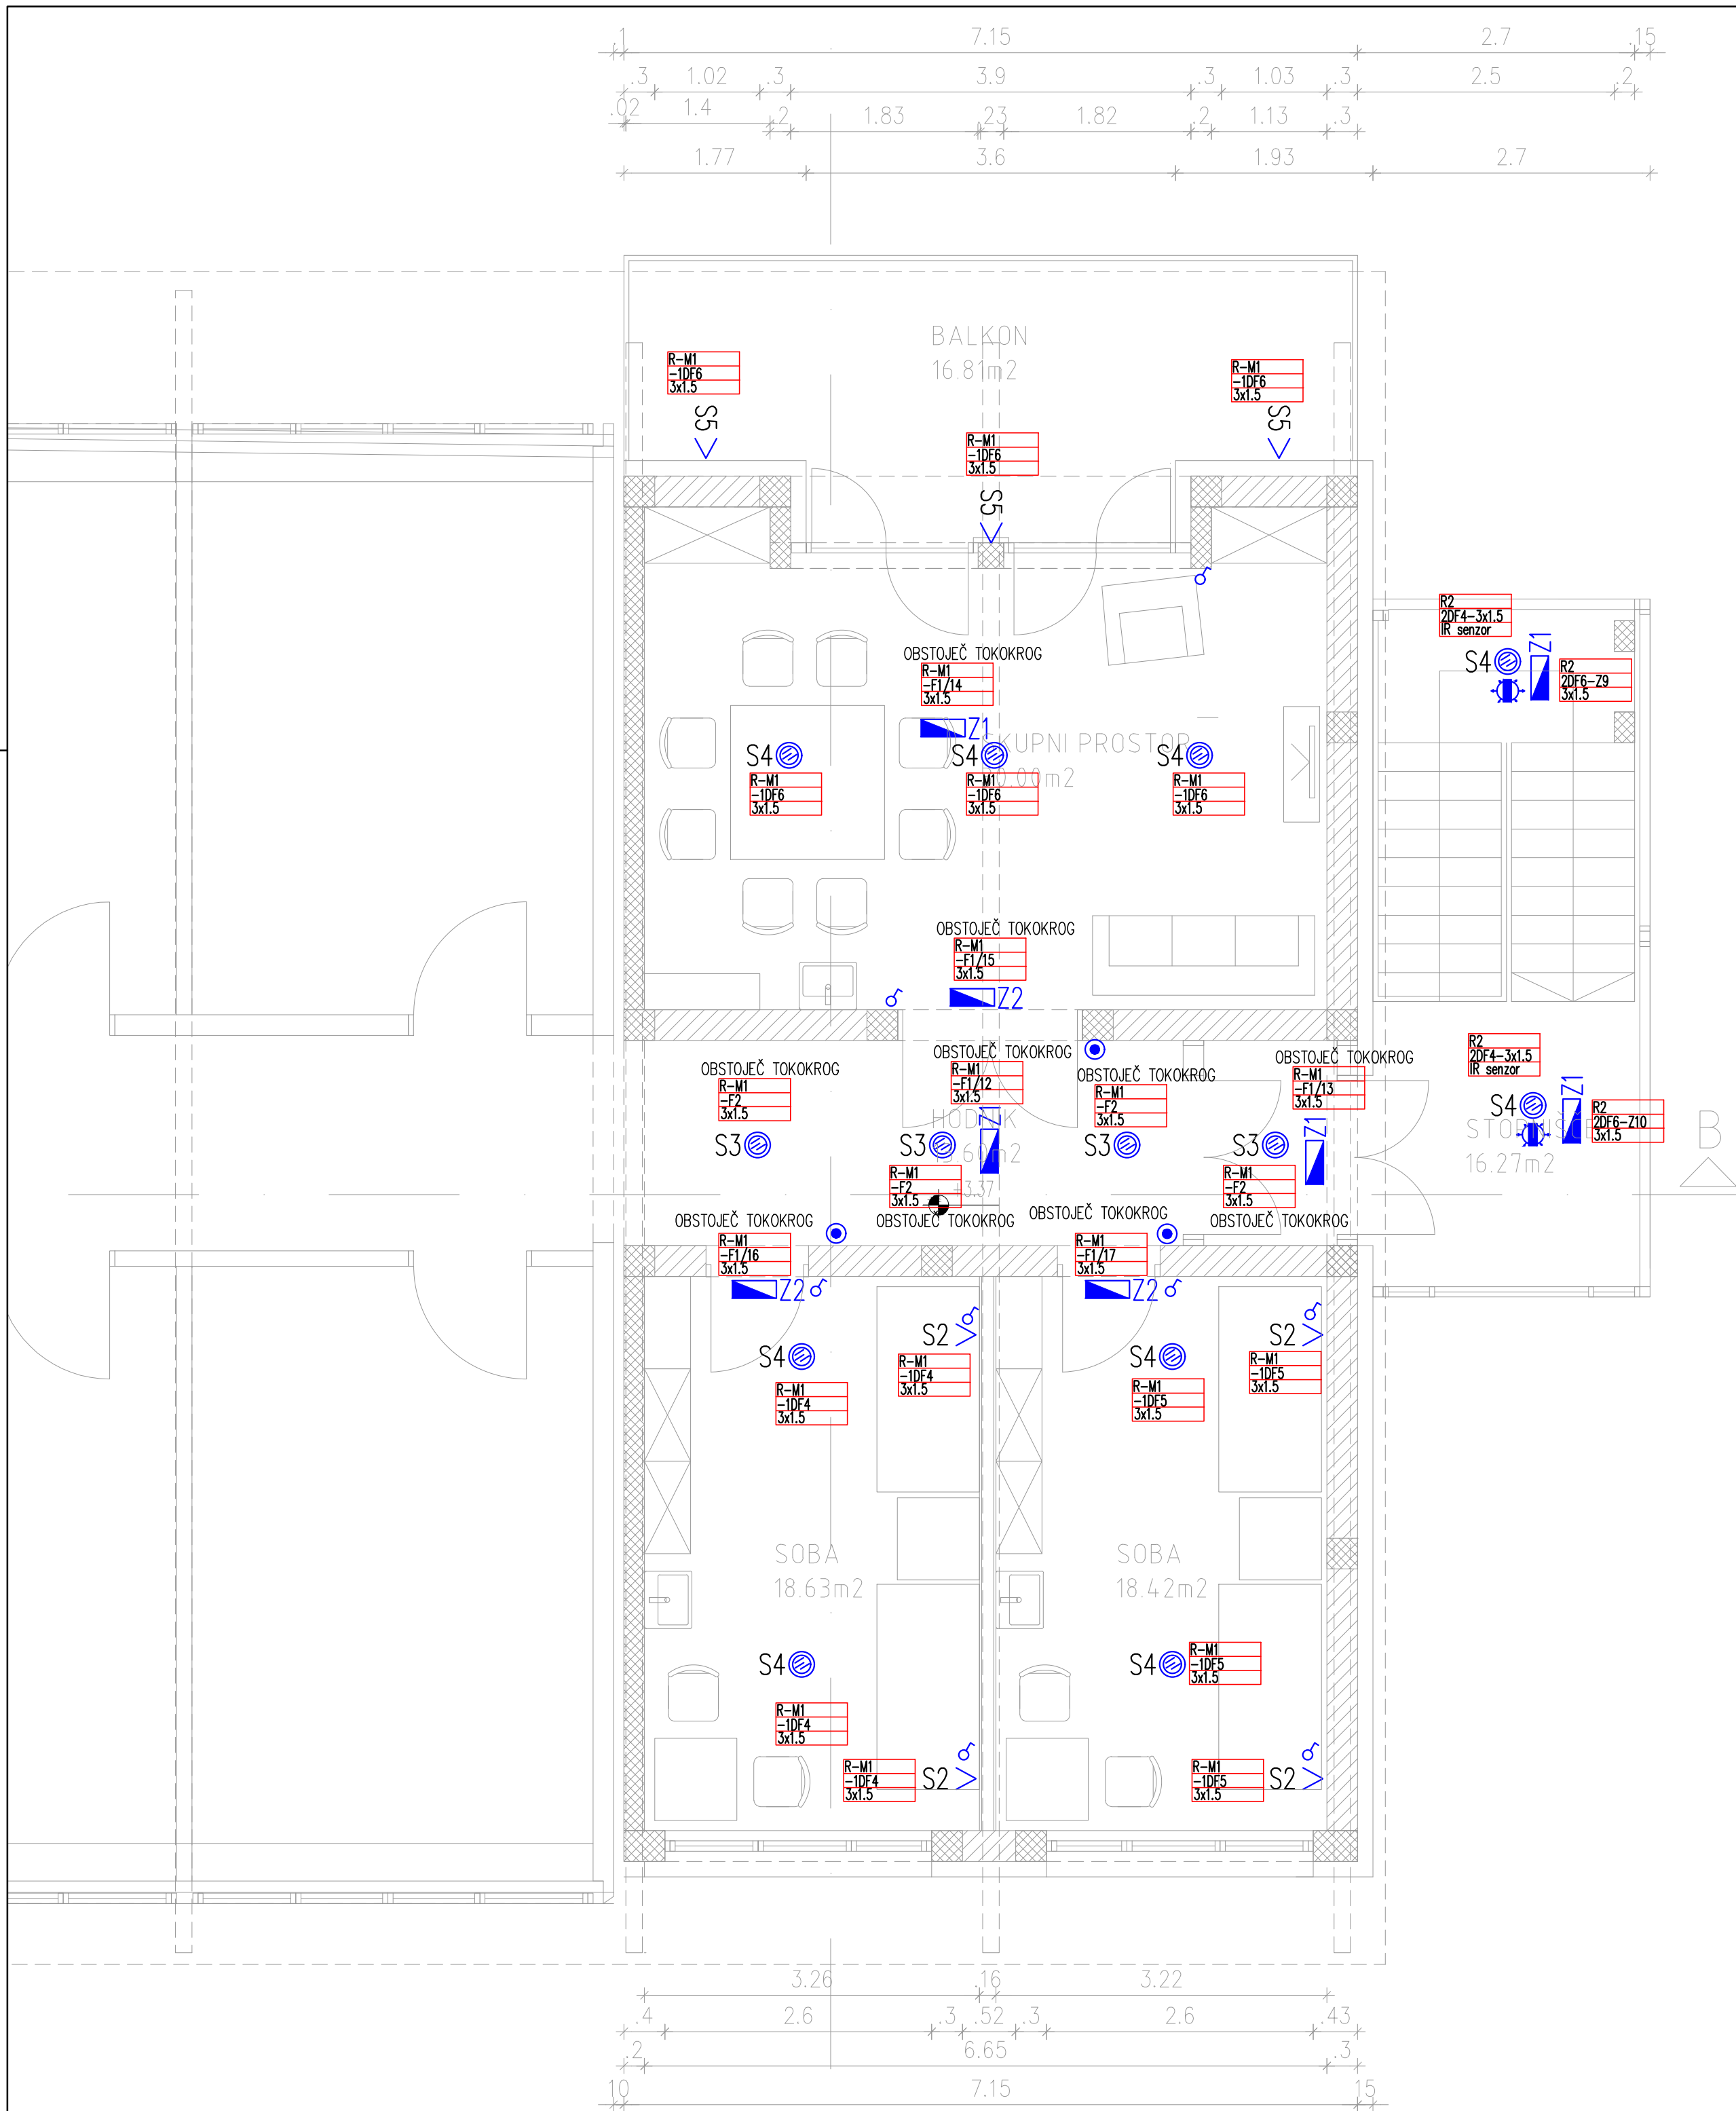 .1
7.15
2.7
.15
.3
1.02
.3
3.9
.3
1.03
.3
2.5
.2
.02
1.4
.2
1.83
.23
1.82
.2
1.13
.3
1.77
3.6
1.93
2.7
BALKON
16.81m2
R-M1
-1DF6
3x1.5
S5
R-M1
-1DF6
3x1.5
S5
R-M1
-1DF6
3x1.5
S5
R2
2DF4-3x1.5
IR senzor
S4
Z1
R2
2DF6-Z9
3x1.5
OBSTOJEČ TOKOKROG
R-M1
-F1/14
3x1.5
Z1
SKUPNI PROSTOR
S4
S4
S4
R-M1
-1DF6
3x1.5
R-M1
-1DF6
3x1.5
R-M1
-1DF6
3x1.5
OBSTOJEČ TOKOKROG
R-M1
-F1/15
3x1.5
Z2
OBSTOJEČ TOKOKROG
R-M1
-F2
3x1.5
S3
OBSTOJEČ TOKOKROG
R-M1
-F1/12
3x1.5
Z1
HODNIK
S3
R-M1
-F2
3x1.5
+3.37
OBSTOJEČ TOKOKROG
OBSTOJEČ TOKOKROG
R-M1
-F2
3x1.5
S3
OBSTOJEČ TOKOKROG
R-M1
-F1/13
3x1.5
Z1
S3
R-M1
-F2
3x1.5
OBSTOJEČ TOKOKROG
R2
2DF4-3x1.5
IR senzor
S4
Z1
R2
2DF6-Z10
3x1.5
STOPNIŠČE
16.27m2
B
OBSTOJEČ TOKOKROG
R-M1
-F1/16
3x1.5
Z2
OBSTOJEČ TOKOKROG
R-M1
-F1/17
3x1.5
Z2
S2
R-M1
-1DF4
3x1.5
S4
R-M1
-1DF4
3x1.5
S2
R-M1
-1DF5
3x1.5
S4
R-M1
-1DF5
3x1.5
SOBA
18.63m2
SOBA
18.42m2
S4
R-M1
-1DF4
3x1.5
S4
R-M1
-1DF5
3x1.5
R-M1
-1DF4
3x1.5
S2
R-M1
-1DF5
3x1.5
S2
3.26
.16
3.22
.4
2.6
.3
.52
.3
2.6
.43
.2
6.65
.3
10
7.15
15